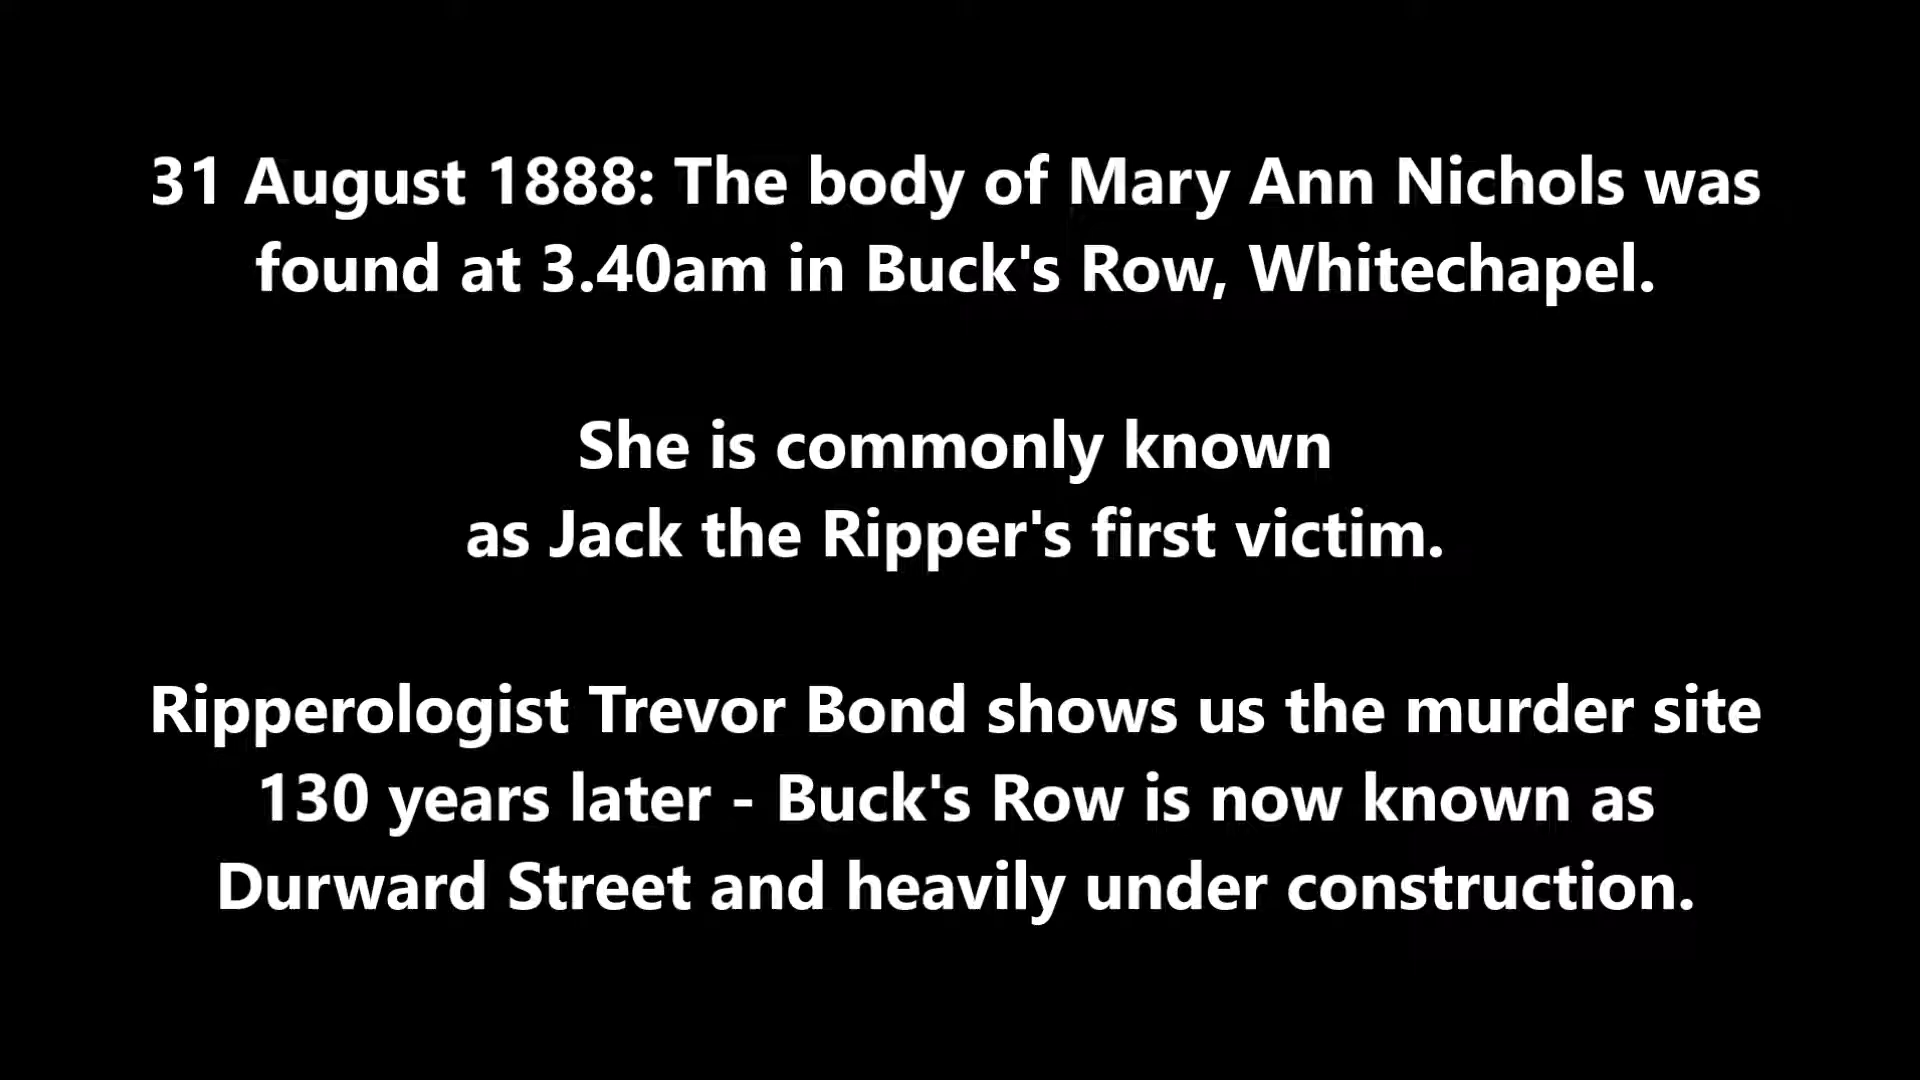 31 August 1888: The body of Mary Ann Nichols was
found at 3.40am in Buck's Row, Whitechapel.
She is commonly known
as Jack the Ripper's first victim.
Ripperologist Trevor Bond shows us the murder site
130 years later - Buck's Row is now known as
Durward Street and heavily under construction.